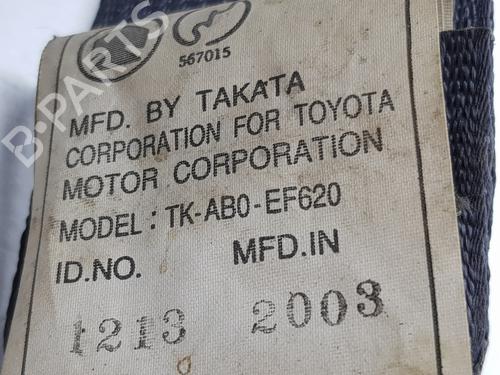 567015
MFD. BY TAKATA
CORPORATION FOR TOYOTA
MOTOR CORPORATION
MODEL : TK-AB0-EF620
ID.NO. MFD.IN
1213 2003
B-PARTS